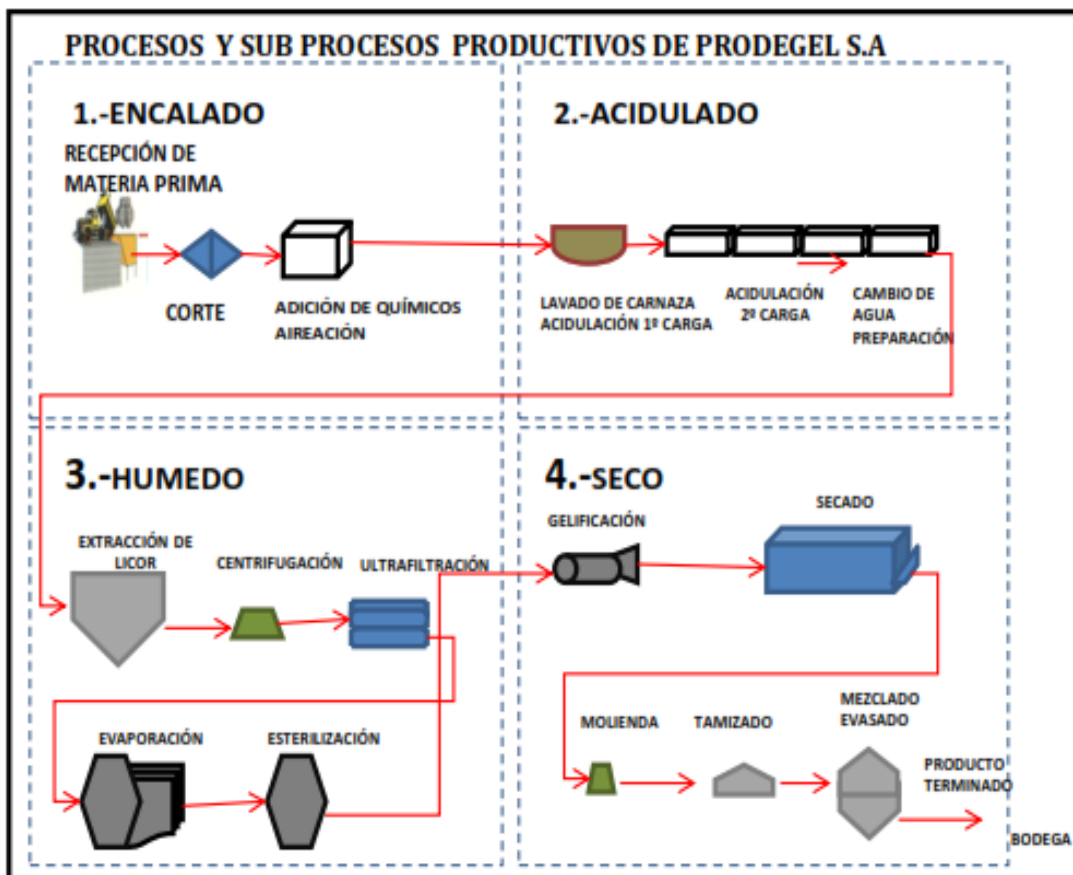 PROCESOS Y SUB PROCESOS PRODUCTIVOS DE PRODEGEL S.A
1.-ENCALADO
RECEPCIÓN DE
MATERIA PRIMA
CORTE
ADICIÓN DE QUÍMICOS
AIREACIÓN
2.-ACIDULADO
LAVADO DE CARNAZA
ACIDULACIÓN 1º CARGA
ACIDULACIÓN
2º CARGA
CAMBIO DE
AGUA
PREPARACIÓN
3.-HUMEDO
EXTRACCIÓN DE
LICOR
CENTRIFUGACIÓN
ULTRAFILTRACIÓN
EVAPORACIÓN
ESTERILIZACIÓN
4.-SECO
GELIFICACIÓN
SECADO
MOLIENDA
TAMIZADO
MEZCLADO
EVASADO
PRODUCTO
TERMINADO
BODEGA